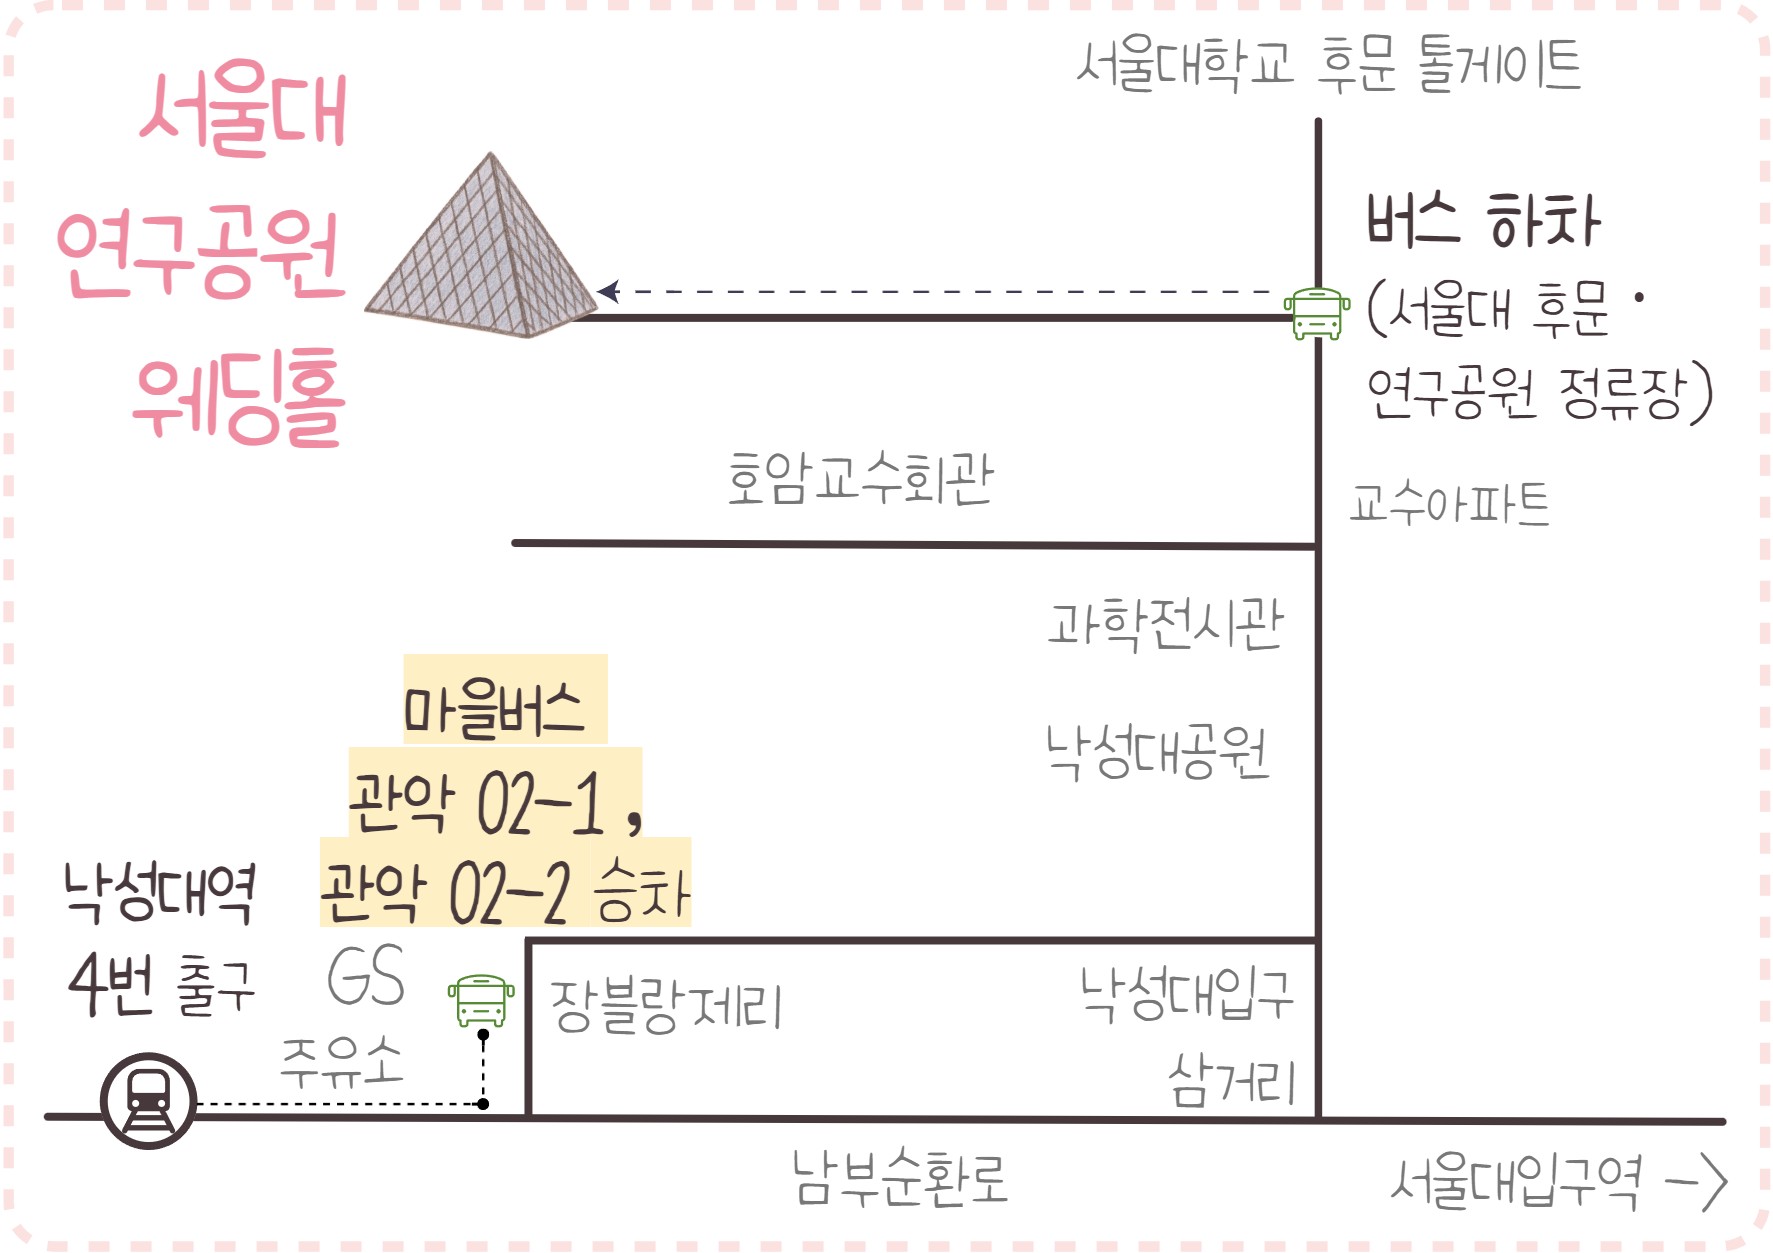 서울대학교 후문 톨게이트
서울대
연구공원
웨딩홀
버스 하차
(서울대 후문·
연구공원 정류장)
호암교수회관
교수아파트
과학전시관
낙성대공원
마을버스
관악 02-1,
관악 02-2 승차
낙성대역
4번 출구
GS
주유소
장블랑제리
낙성대입구
삼거리
남부순환로
서울대입구역 ->